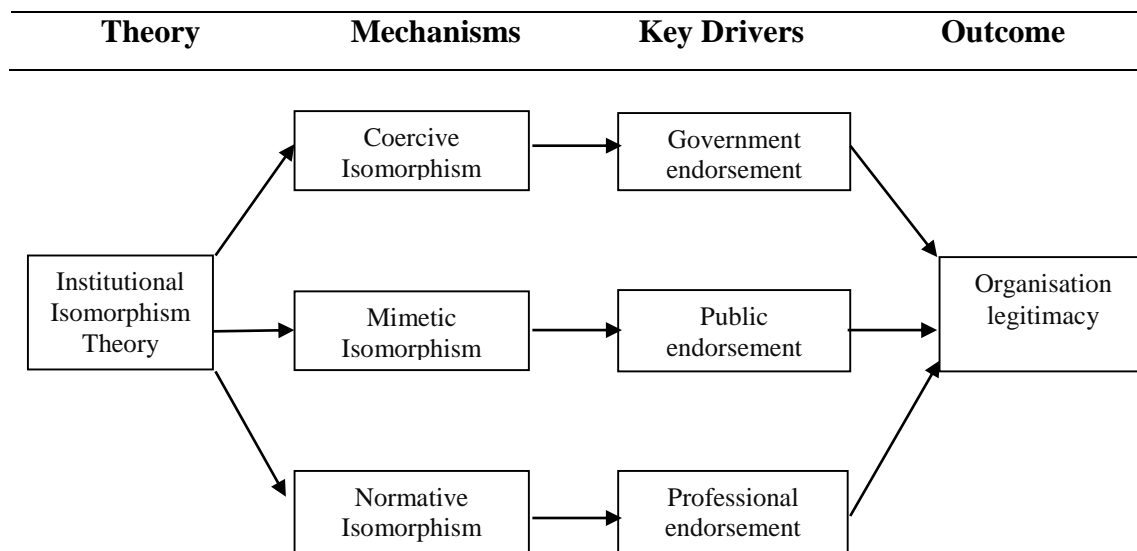 Theory Mechanisms Key Drivers Outcome
Coercive
Isomorphism
Government
endorsement
Institutional
Isomorphism
Theory
Mimetic
Isomorphism
Public
endorsement
Organisation
legitimacy
Normative
Isomorphism
Professional
endorsement